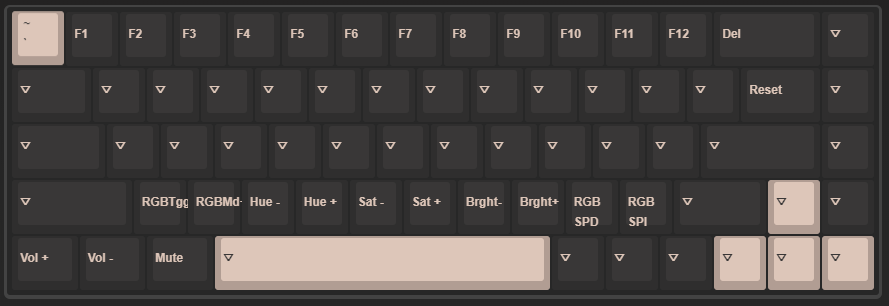 ~
`
F1 F2 F3 F4 F5 F6 F7 F8 F9 F10 F11 F12 Del ▽
▽ ▽ ▽ ▽ ▽ ▽ ▽ ▽ ▽ ▽ ▽ ▽ ▽ Reset ▽
▽ ▽ ▽ ▽ ▽ ▽ ▽ ▽ ▽ ▽ ▽ ▽ ▽ ▽
▽ RGBTgg RGBMd- Hue - Hue + Sat - Sat + Brght- Brght+ RGB RGB ▽ ▽ ▽
SPD SPI
Vol + Vol - Mute ▽ ▽ ▽ ▽ ▽ ▽ ▽